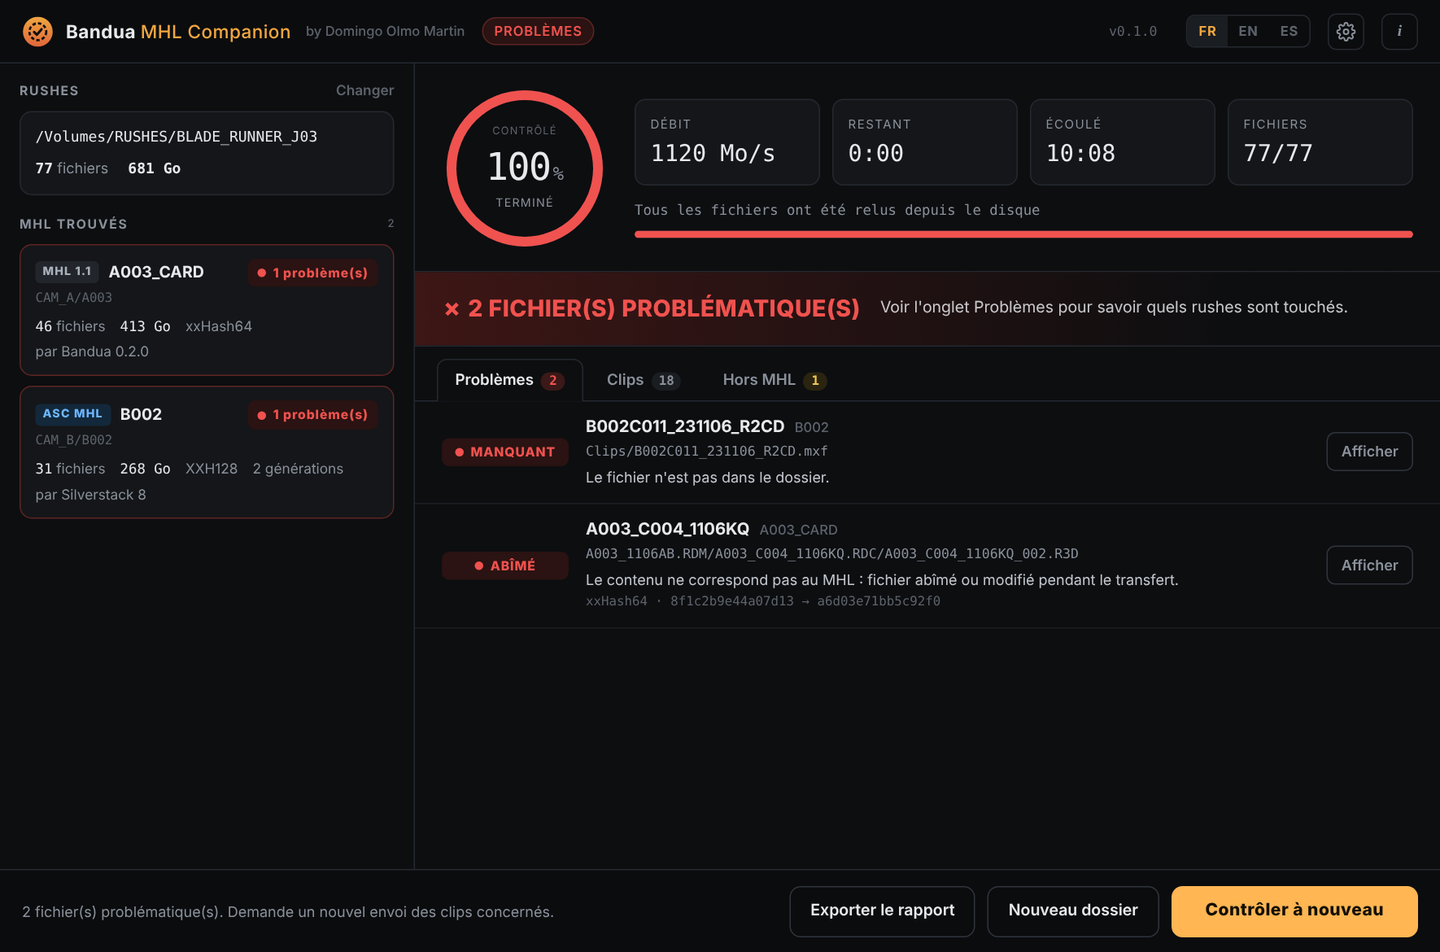 Bandua MHL Companion by Domingo Olmo Martin PROBLÈMES v0.1.0 FR EN ES i
RUSHES Changer
/Volumes/RUSHES/BLADE_RUNNER_J03
77 fichiers 681 Go
MHL TROUVÉS 2
MHL 1.1 A003_CARD 1 problème(s)
CAM_A/A003
46 fichiers 413 Go xxHash64
par Bandua 0.2.0
ASC MHL B002 1 problème(s)
CAM_B/B002
31 fichiers 268 Go XXH128 2 générations
par Silverstack 8
CONTRÔLÉ
100%
TERMINÉ
DÉBIT
1120 Mo/s
RESTANT
0:00
ÉCOULÉ
10:08
FICHIERS
77/77
Tous les fichiers ont été relus depuis le disque
× 2 FICHIER(S) PROBLÉMATIQUE(S) Voir l'onglet Problèmes pour savoir quels rushes sont touchés.
Problèmes 2 Clips 18 Hors MHL 1
MANQUANT
B002C011_231106_R2CD B002
Clips/B002C011_231106_R2CD.mxf
Le fichier n'est pas dans le dossier.
Afficher
ABÎMÉ
A003_C004_1106KQ A003_CARD
A003_1106AB.RDM/A003_C004_1106KQ.RDC/A003_C004_1106KQ_002.R3D
Le contenu ne correspond pas au MHL : fichier abîmé ou modifié pendant le transfert.
xxHash64 · 8f1c2b9e44a07d13 → a6d03e71bb5c92f0
Afficher
2 fichier(s) problématique(s). Demande un nouvel envoi des clips concernés.
Exporter le rapport Nouveau dossier Contrôler à nouveau